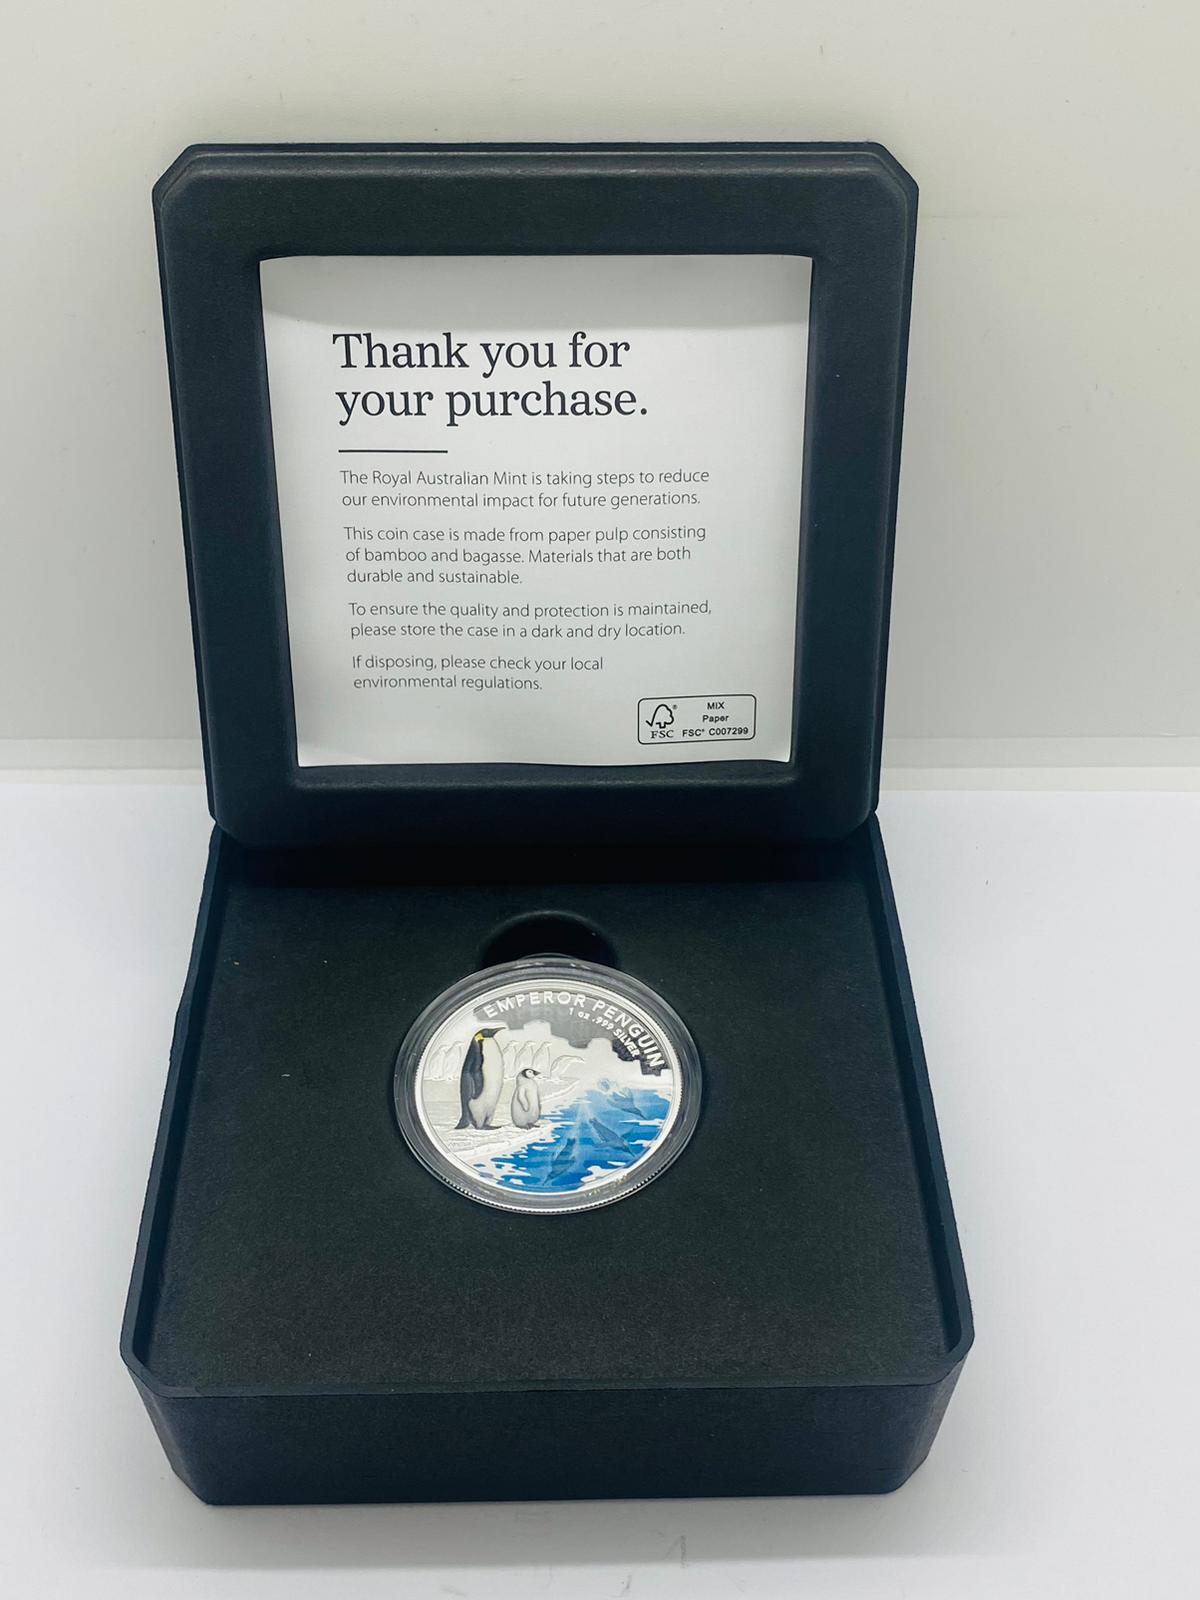 Thank you for
your purchase.
The Royal Australian Mint is taking steps to reduce
our environmental impact for future generations.
This coin case is made from paper pulp consisting
of bamboo and bagasse. Materials that are both
durable and sustainable.
To ensure the quality and protection is maintained,
please store the case in a dark and dry location.
If disposing, please check your local
environmental regulations.
FSC®
MIX
Paper
FSC® C007299
EMPEROR PENGUIN
1 oz .999 SILVER